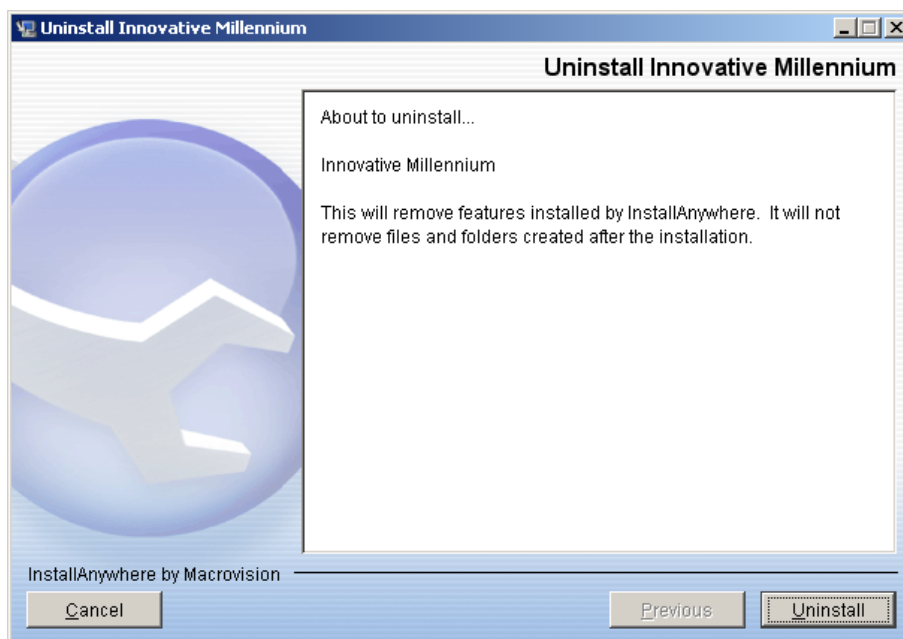 Uninstall Innovative Millennium
Uninstall Innovative Millennium
About to uninstall...
Innovative Millennium
This will remove features installed by InstallAnywhere.  It will not
remove files and folders created after the installation.
InstallAnywhere by Macrovision
Cancel
Previous
Uninstall